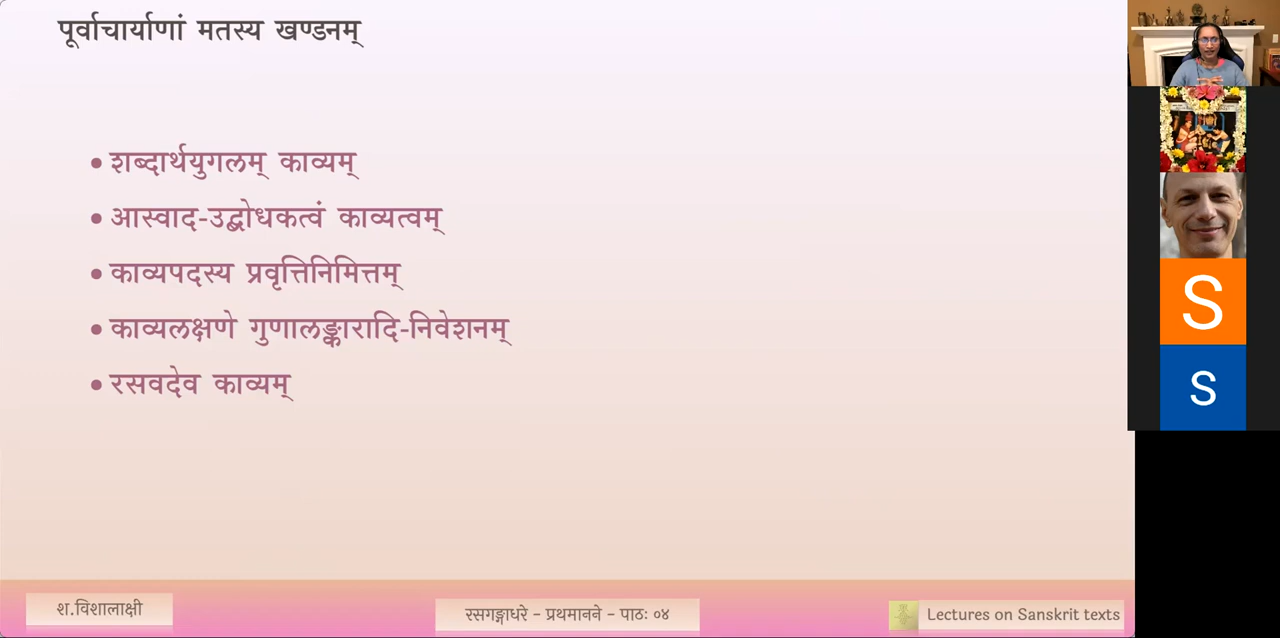 पूर्वाचार्याणां मतस्य खण्डनम्
• शब्दार्थयुगलम् काव्यम्
• आस्वाद-उद्बोधकत्वं काव्यत्वम्
• काव्यपदस्य प्रवृत्तिनिमित्तम्
• काव्यलक्षणे गुणालङ्कारादि-निवेशनम्
• रसवदेव काव्यम्
श.विशालाक्षी
रसगङ्गाधरे - प्रथमानने - पाठः ०४
Lectures on Sanskrit texts
S
S